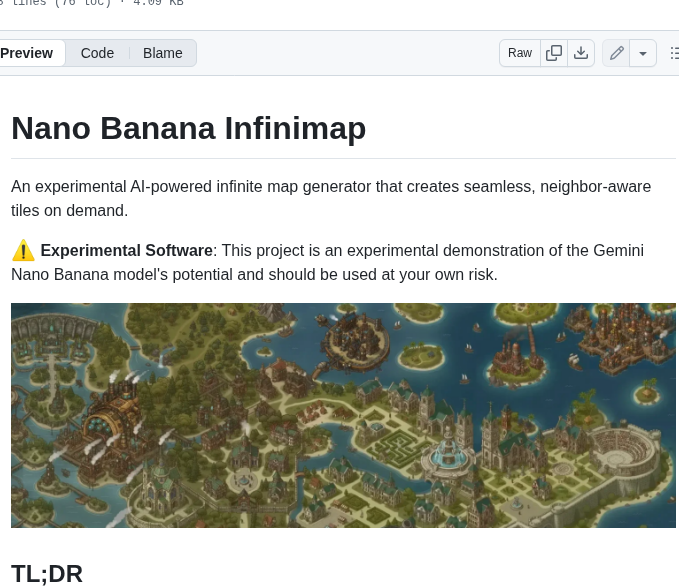 lines (76 loc) · 4.09 KB
Preview
Code
Blame
Raw
Nano Banana Infinimap
An experimental AI-powered infinite map generator that creates seamless, neighbor-aware
tiles on demand.
⚠️ Experimental Software: This project is an experimental demonstration of the Gemini
Nano Banana model's potential and should be used at your own risk.
TL;DR